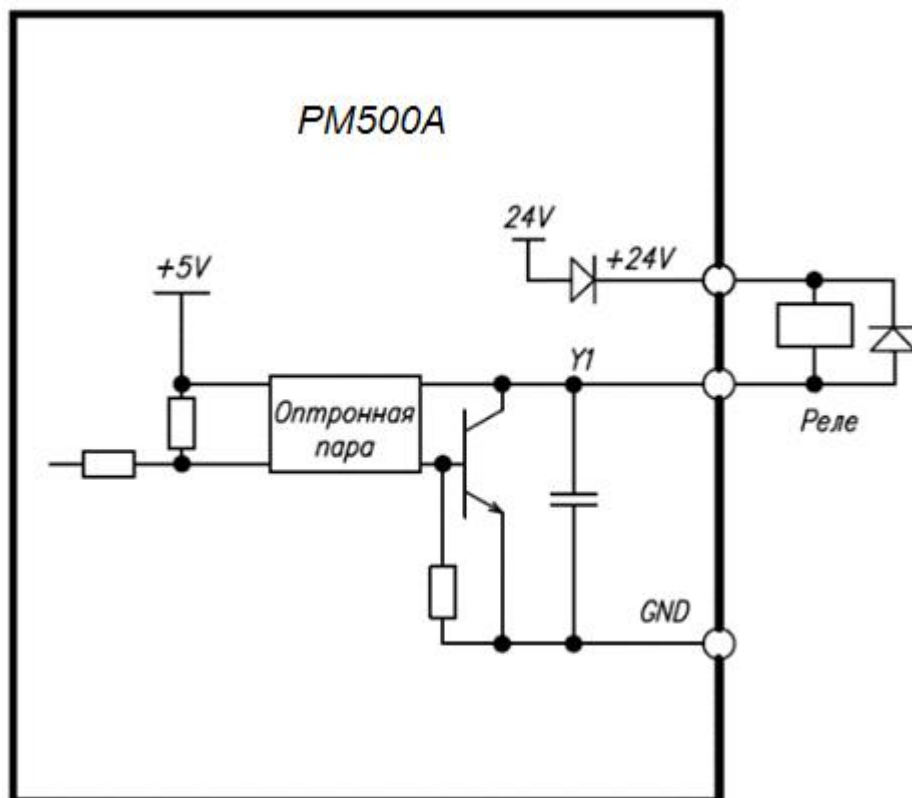 PM500A
24V
+24V
+5V
Y1
Оптронная
пара
Реле
GND